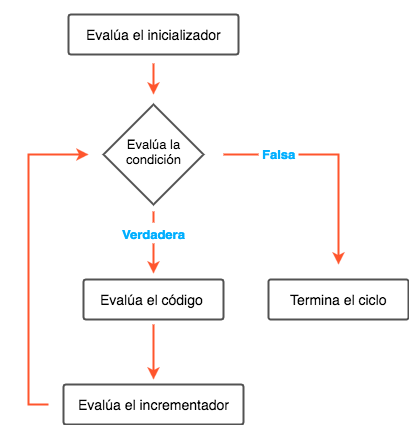 Evalúa el inicializador
Evalúa la
condición
Falsa
Verdadera
Evalúa el código
Termina el ciclo
Evalúa el incrementador